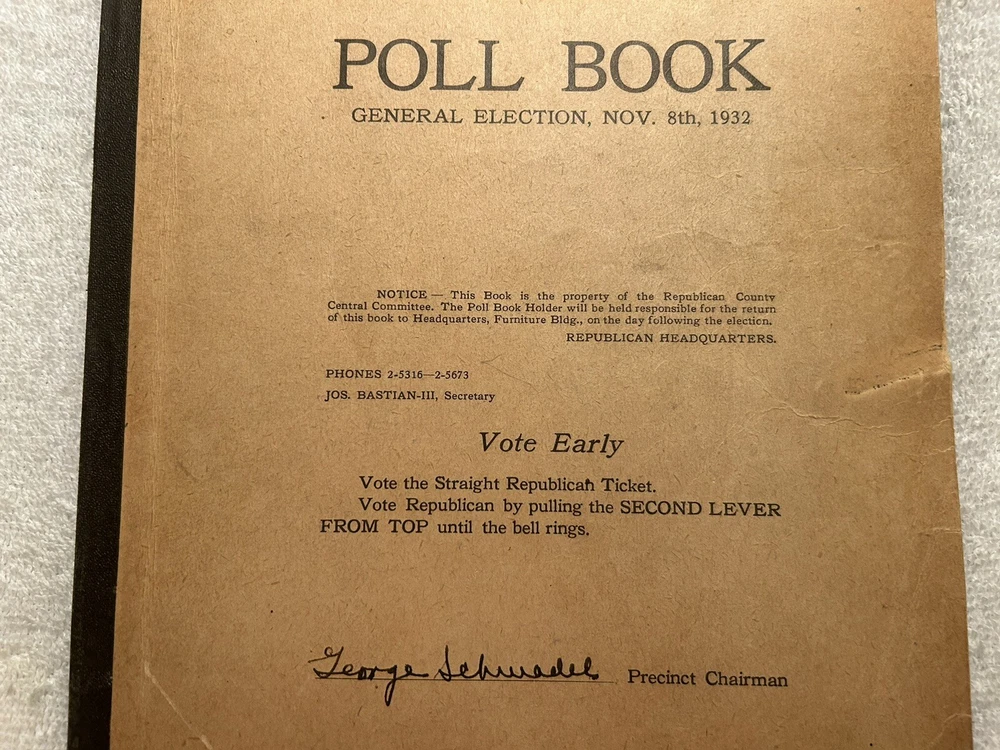 POLL BOOK
GENERAL ELECTION, NOV. 8th, 1932
NOTICE — This Book is the property of the Republican County
Central Committee. The Poll Book Holder will be held responsible for the return
of this book to Headquarters, Furniture Bldg., on the day following the election.
REPUBLICAN HEADQUARTERS.
PHONES 2-5316—2-5673
JOS. BASTIAN-III, Secretary
Vote Early
Vote the Straight Republican Ticket.
Vote Republican by pulling the SECOND LEVER
FROM TOP until the bell rings.
George Schwadel Precinct Chairman